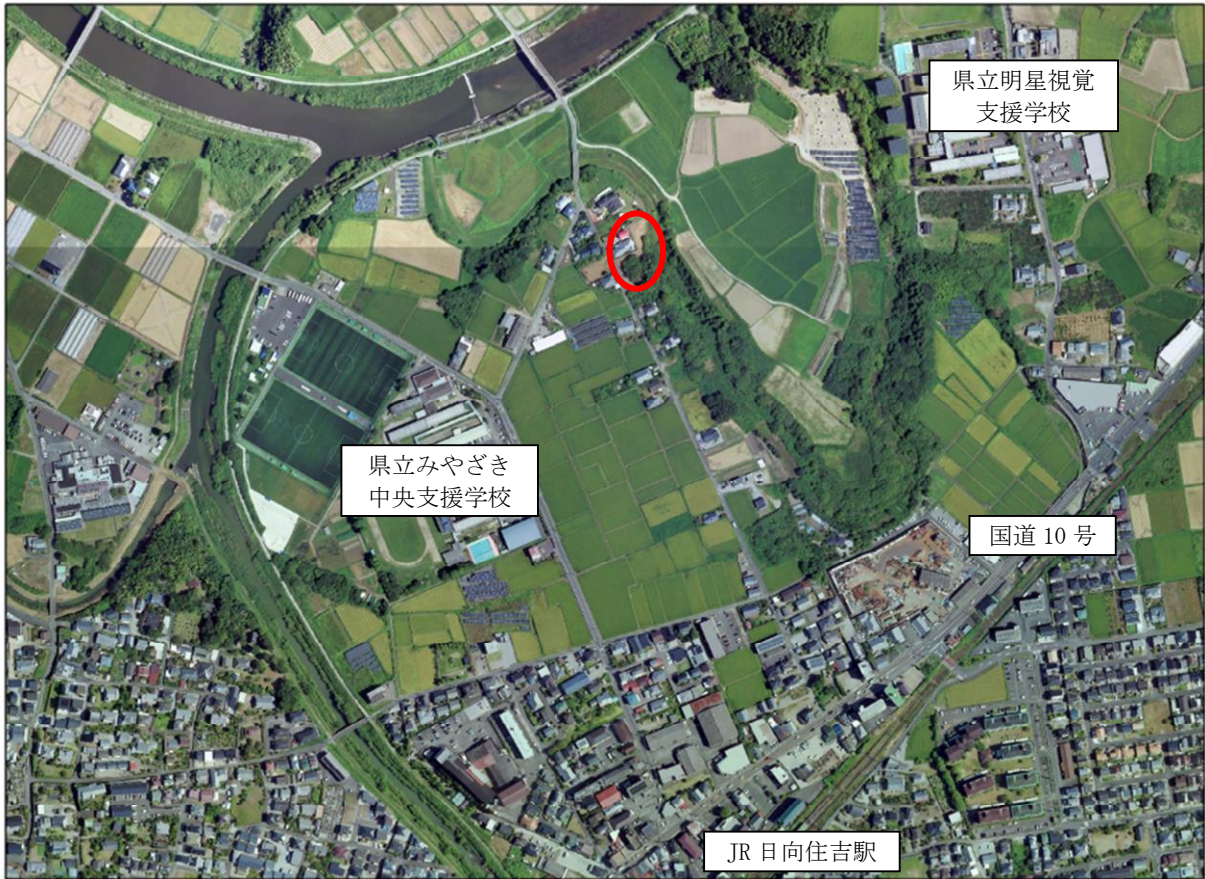 県立明星視覚
支援学校
県立みやざき
中央支援学校
国道 10 号
JR 日向住吉駅